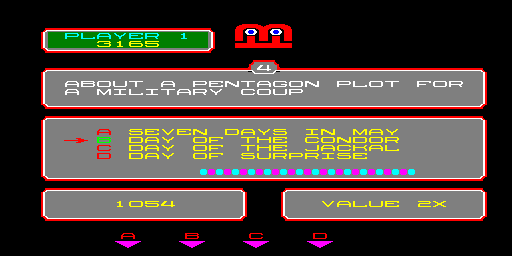 PLAYER 1
3165
4
ABOUT A PENTAGON PLOT FOR
A MILITARY COUP
A SEVEN DAYS IN MAY
B DAY OF THE CONDOR
C DAY OF THE JACKAL
D DAY OF SURPRISE
1054
VALUE 2X
A B C D